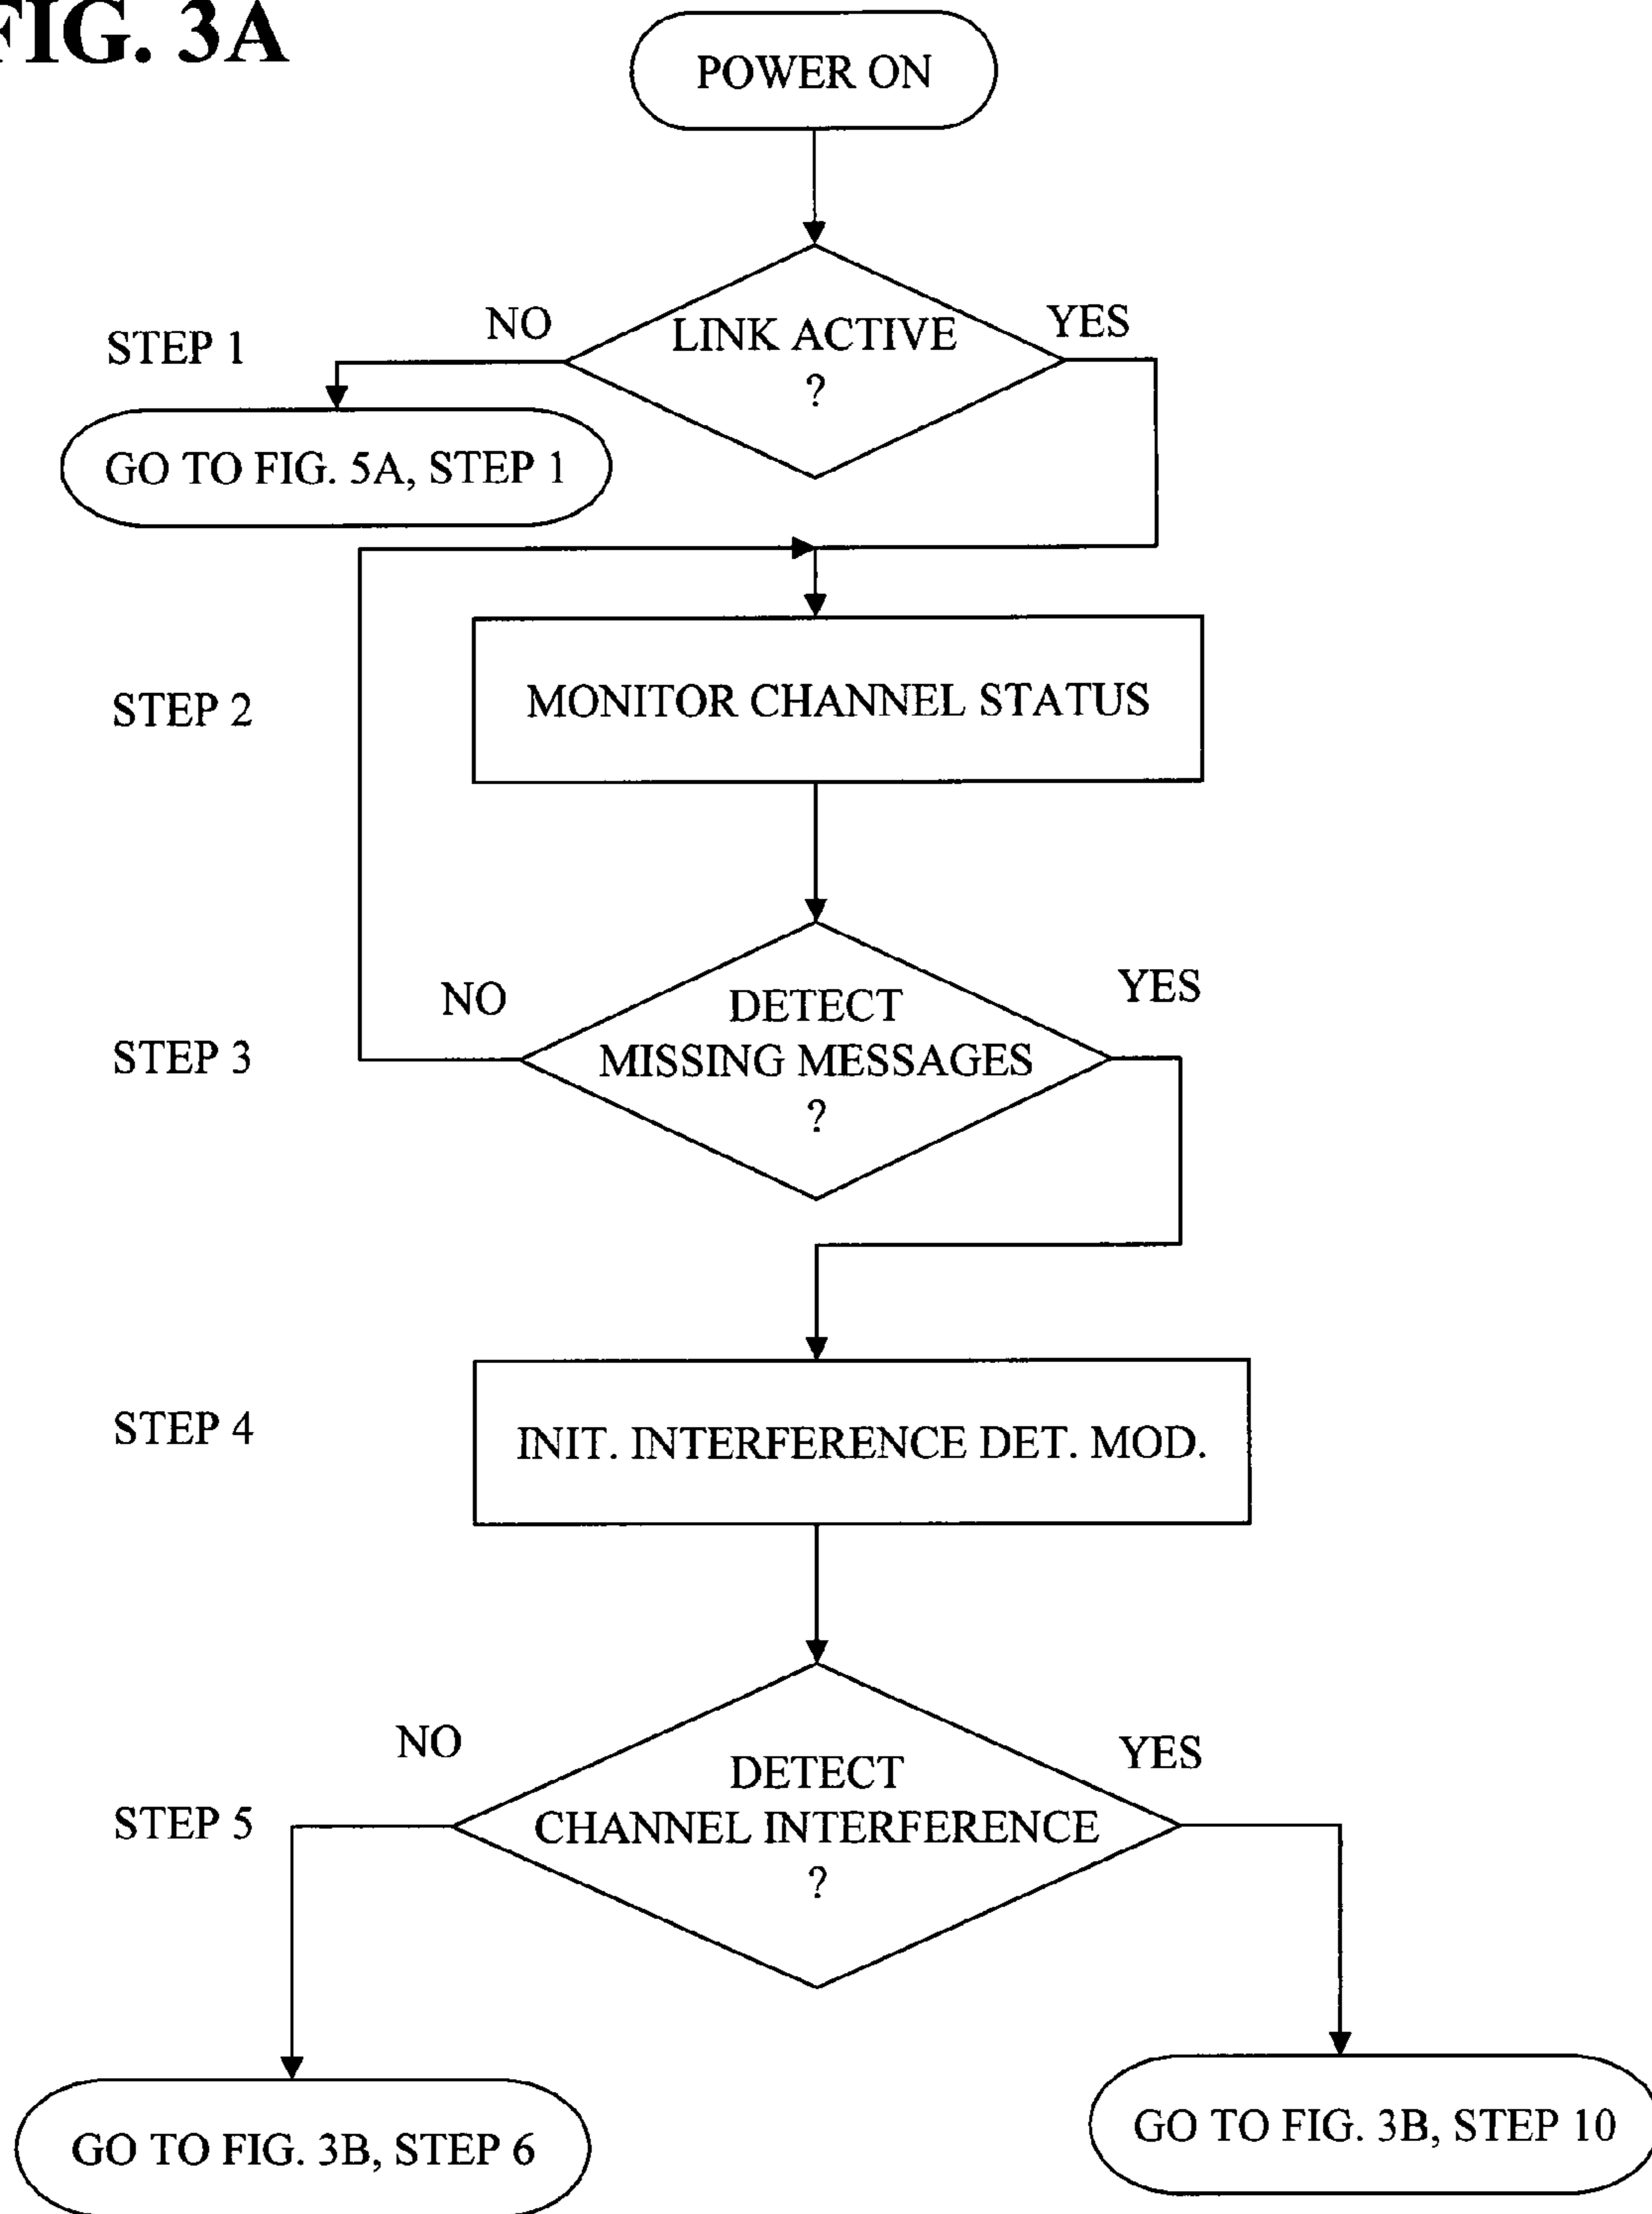 FIG. 3A
POWER ON
NO
YES
STEP 1
LINK ACTIVE
?
GO TO FIG. 5A, STEP 1
STEP 2
MONITOR CHANNEL STATUS
NO
YES
STEP 3
DETECT
MISSING MESSAGES
?
STEP 4
INIT. INTERFERENCE DET. MOD.
NO
YES
STEP 5
DETECT
CHANNEL INTERFERENCE
?
GO TO FIG. 3B, STEP 6
GO TO FIG. 3B, STEP 10